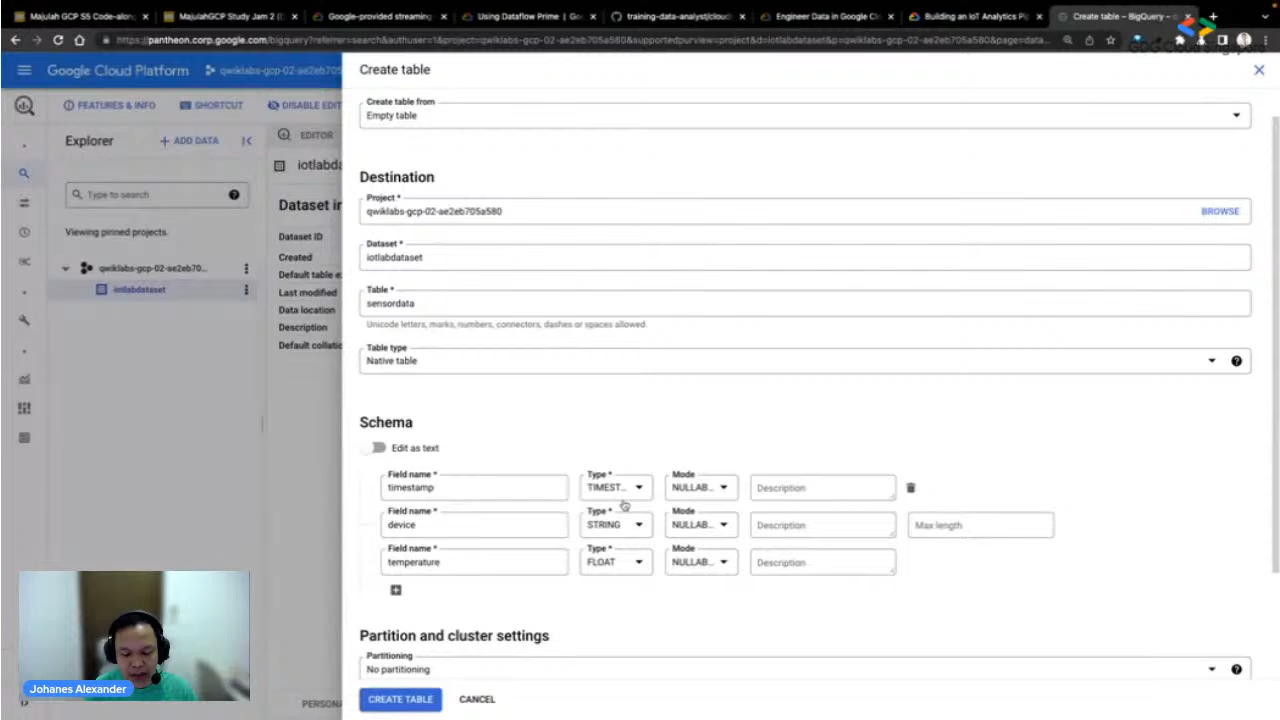 Majulah GCP S5 Code-along
MajulahGCP Study Jam 2 (
Google-provided streaming
Using Dataflow Prime | Go
training-data-analyst/cloud
Engineer Data in Google C
Building an IoT Analytics Pi
Create table – BigQuery –
https://pantheon.corp.google.com/bigquery?referrer=search&authuser=1&project=qwiklabs-gcp-02-ae2eb705a580&supportedpurview=project&d=iotlabdataset&p=qwiklabs-gcp-02-ae2eb705a580&page=data...
Google Cloud Platform
qwiklabs-gcp-02-ae2eb705
Create table
FEATURES & INFO
SHORTCUT
DISABLE EDIT
Create table from
Empty table
Explorer
+ ADD DATA
EDITOR
iotlabda
Type to search
Viewing pinned projects.
qwiklabs-gcp-02-ae2eb70...
iotlabdataset
Dataset in
Dataset ID
Created
Default table e
Last modified
Data location
Description
Default collati
Destination
Project *
qwiklabs-gcp-02-ae2eb705a580
BROWSE
Dataset *
iotlabdataset
Table *
sensordata
Unicode letters, marks, numbers, connectors, dashes or spaces allowed.
Table type
Native table
Schema
Edit as text
Field name * Type * Mode
timestamp TIMEST... NULLAB... Description
Field name * Type * Mode
device STRING NULLAB... Description Max length
Field name * Type * Mode
temperature FLOAT NULLAB... Description
Partition and cluster settings
Partitioning
No partitioning
CREATE TABLE
CANCEL
PERSONA
Johanes Alexander